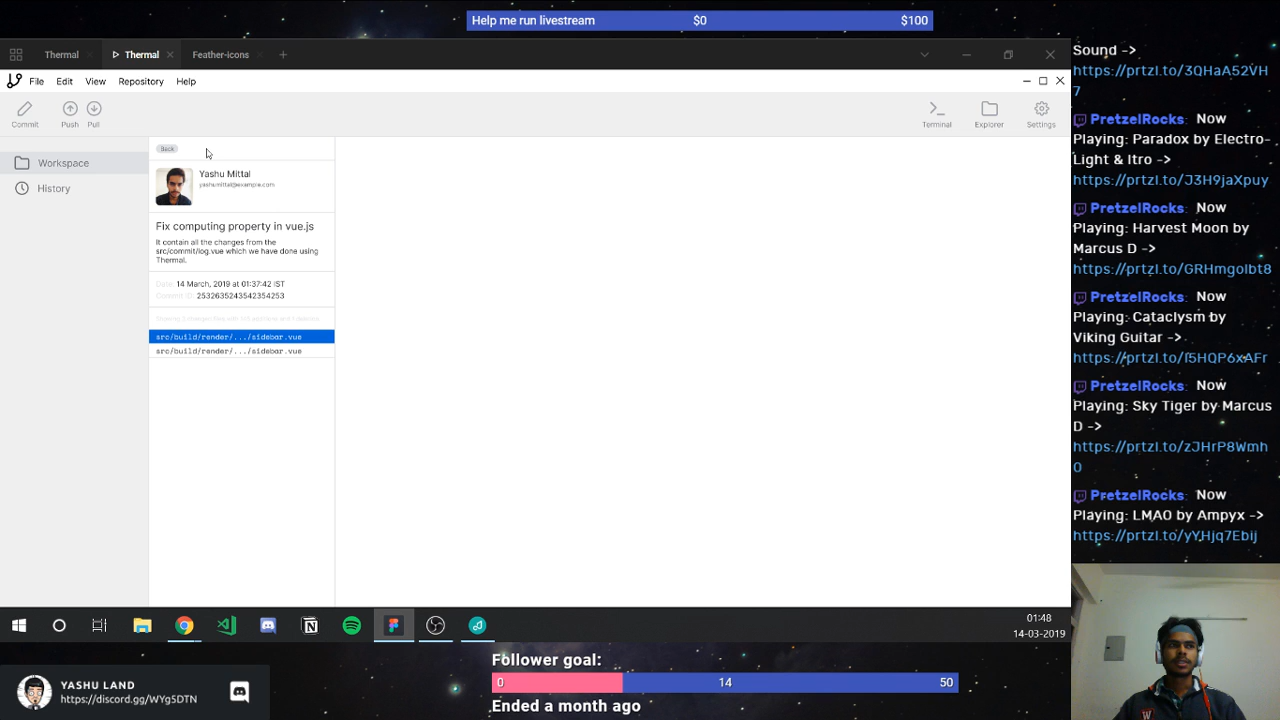 Help me run livestream $0 $100
Thermal Thermal Feather-icons
File Edit View Repository Help
Commit Push Pull Terminal Explorer Settings
Workspace
History
Back
Yashu Mittal
yashumittal@example.com
Fix computing property in vue.js
It contain all the changes from the
src/commit/log.vue which we have done using
Thermal.
Date: 14 March, 2019 at 01:37:42 IST
Commit ID: 2532635243542354253
src/build/render/.../sidebar.vue
src/build/render/.../sidebar.vue
Sound ->
https://prtzl.to/3QHaA52VH
7
PretzelRocks: Now
Playing: Paradox by Electro-
Light & Itro ->
https://prtzl.to/J3H9jaXpuy
PretzelRocks: Now
Playing: Harvest Moon by
Marcus D ->
https://prtzl.to/GRHmgolbt8
PretzelRocks: Now
Playing: Cataclysm by
Viking Guitar ->
https://prtzl.to/f5HQP6xAFr
PretzelRocks: Now
Playing: Sky Tiger by Marcus
D ->
https://prtzl.to/zJHrP8Wmh
0
PretzelRocks: Now
Playing: LMAO by Ampyx ->
https://prtzl.to/yYHjq7Ebij
01:48
14-03-2019
YASHU LAND
https://discord.gg/WYg5DTN
Follower goal:
0 14 50
Ended a month ago